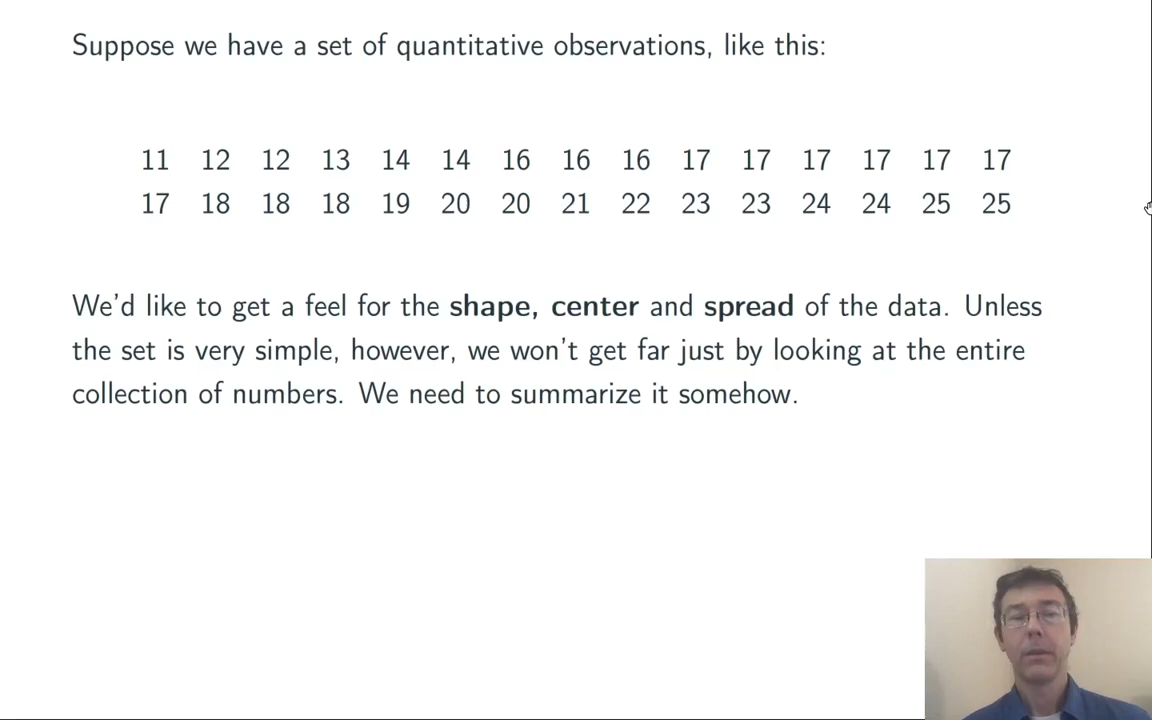 Suppose we have a set of quantitative observations, like this:
11 12 12 13 14 14 16 16 16 17 17 17 17 17 17
17 18 18 18 19 20 20 21 22 23 23 24 24 25 25
We'd like to get a feel for the shape, center and spread of the data. Unless
the set is very simple, however, we won't get far just by looking at the entire
collection of numbers. We need to summarize it somehow.